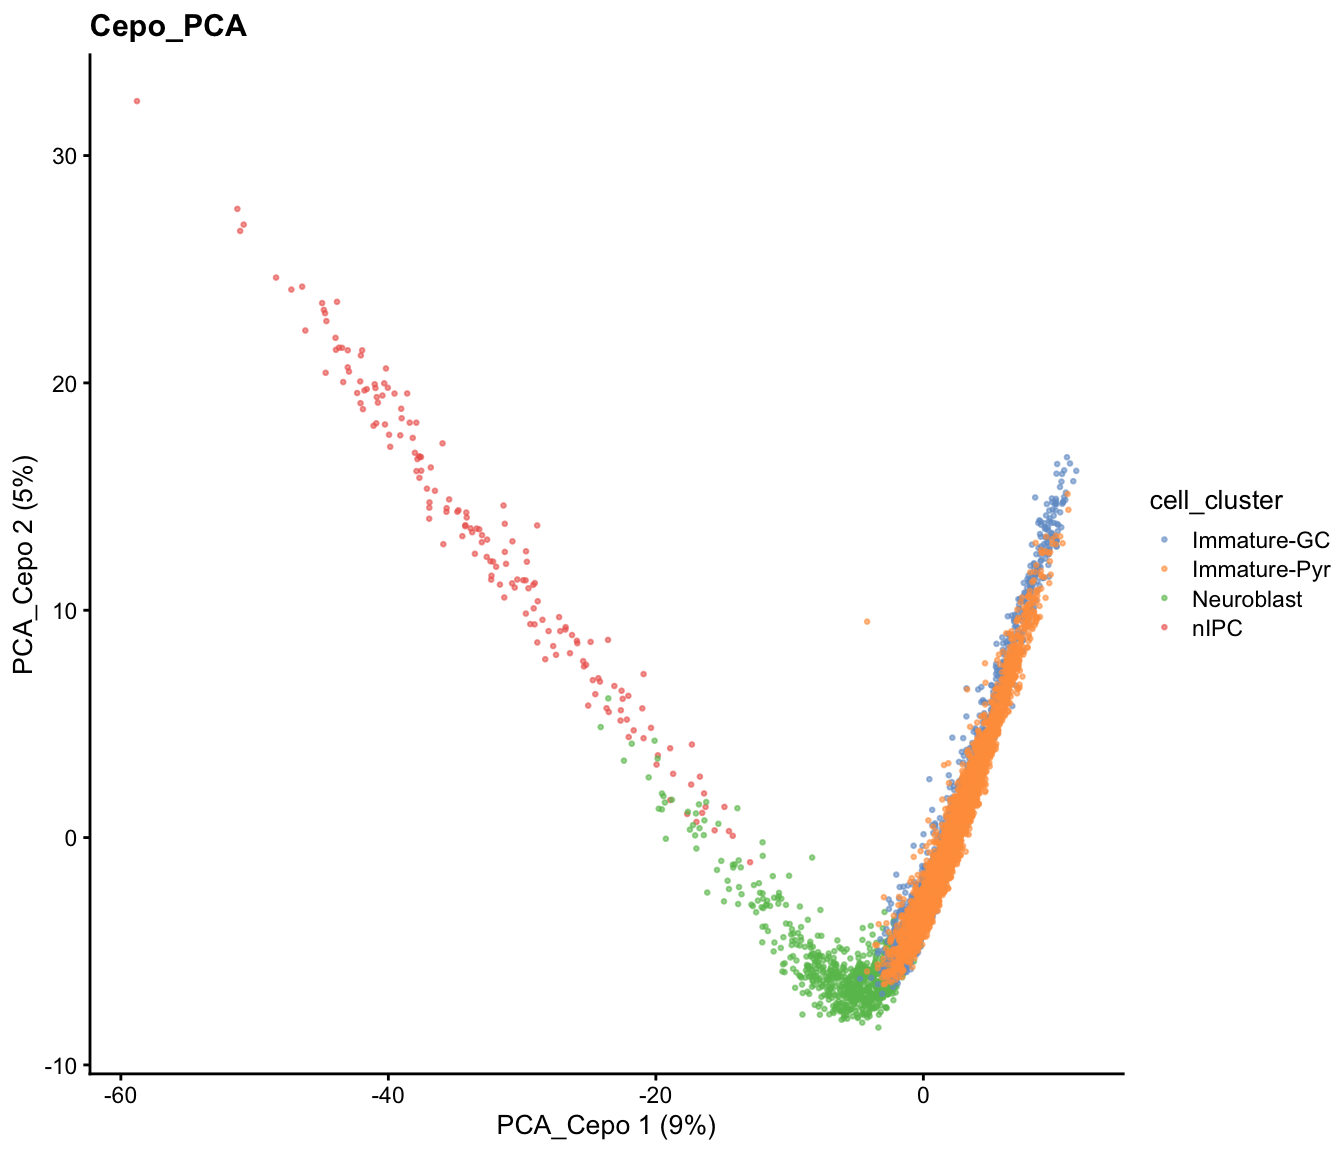 Cepo_PCA
30
20
10
0
-10
PCA_Cepo 2 (5%)
-60
-40
-20
0
PCA_Cepo 1 (9%)
cell_cluster
Immature-GC
Immature-Pyr
Neuroblast
nIPC